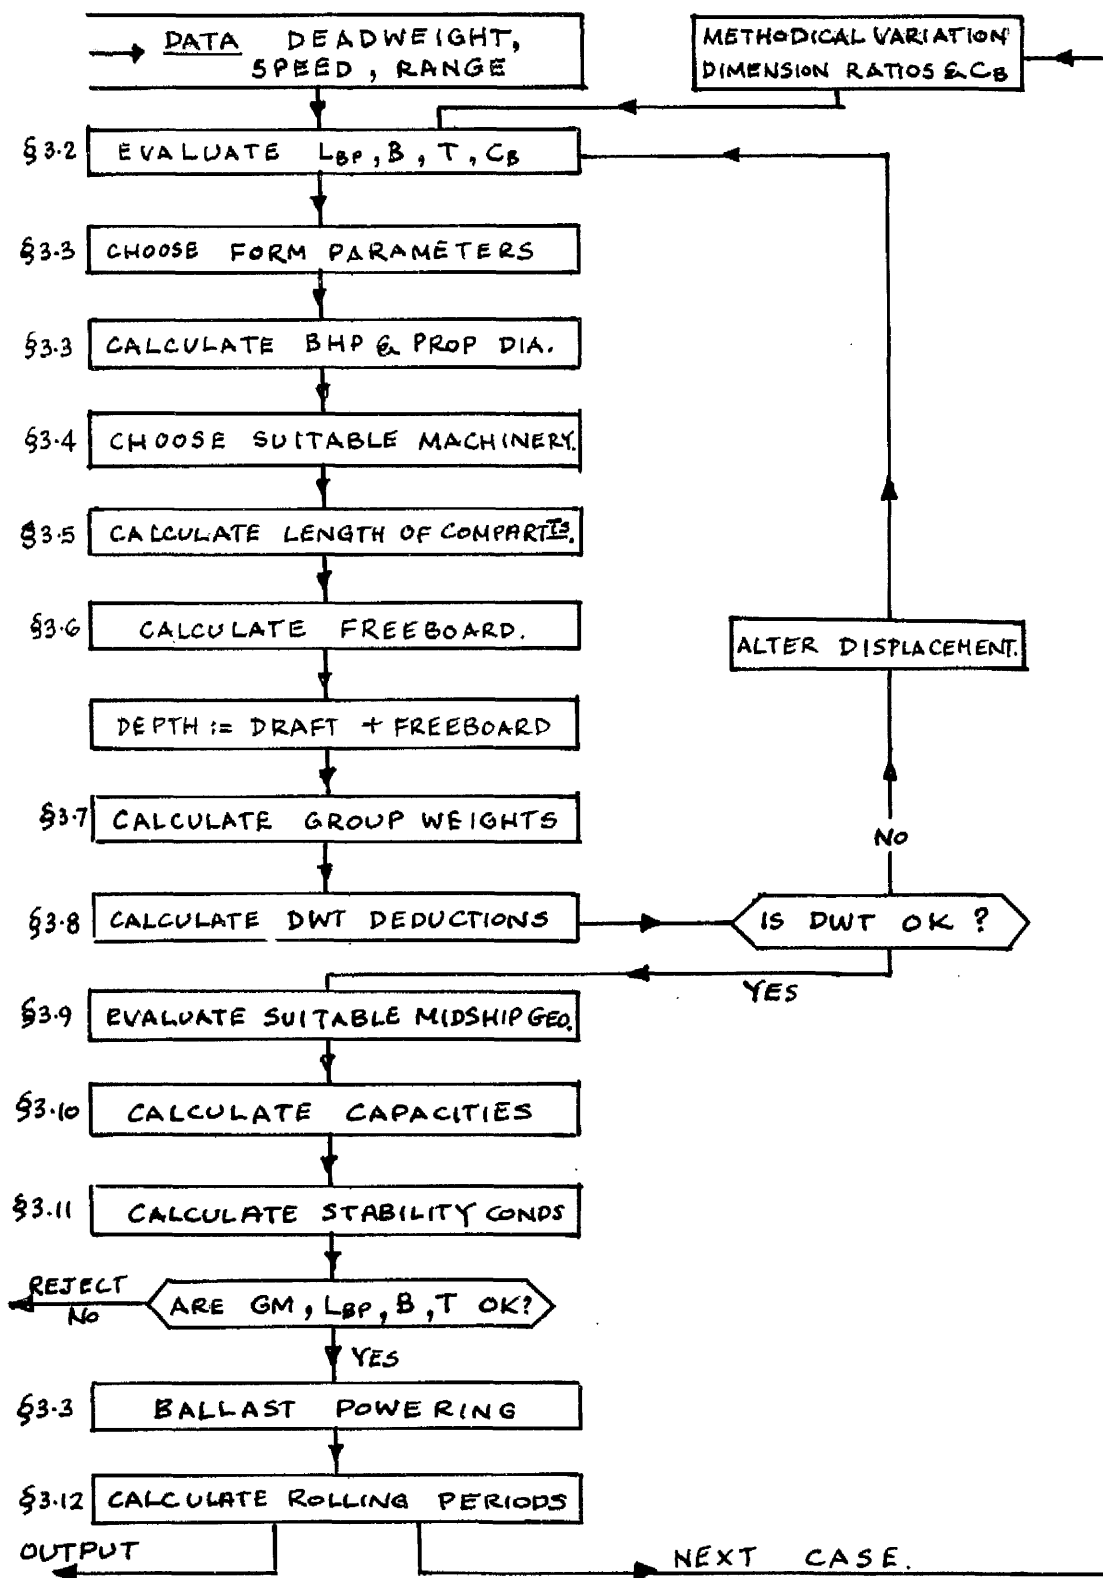 DATA DEADWEIGHT,
SPEED, RANGE
METHODICAL VARIATION
DIMENSION RATIOS & CB
§3.2 EVALUATE LBP, B, T, CB
§3.3 CHOOSE FORM PARAMETERS
§3.3 CALCULATE BHP & PROP DIA.
§3.4 CHOOSE SUITABLE MACHINERY.
§3.5 CALCULATE LENGTH OF COMPARTTS.
§3.6 CALCULATE FREEBOARD.
ALTER DISPLACEMENT.
DEPTH := DRAFT + FREEBOARD
§3.7 CALCULATE GROUP WEIGHTS
NO
§3.8 CALCULATE DWT DEDUCTIONS
IS DWT OK ?
YES
§3.9 EVALUATE SUITABLE MIDSHIP GEO.
§3.10 CALCULATE CAPACITIES
§3.11 CALCULATE STABILITY CONDS
REJECT
NO
ARE GM, LBP, B, T OK?
YES
§3.3 BALLAST POWERING
§3.12 CALCULATE ROLLING PERIODS
OUTPUT
NEXT CASE.